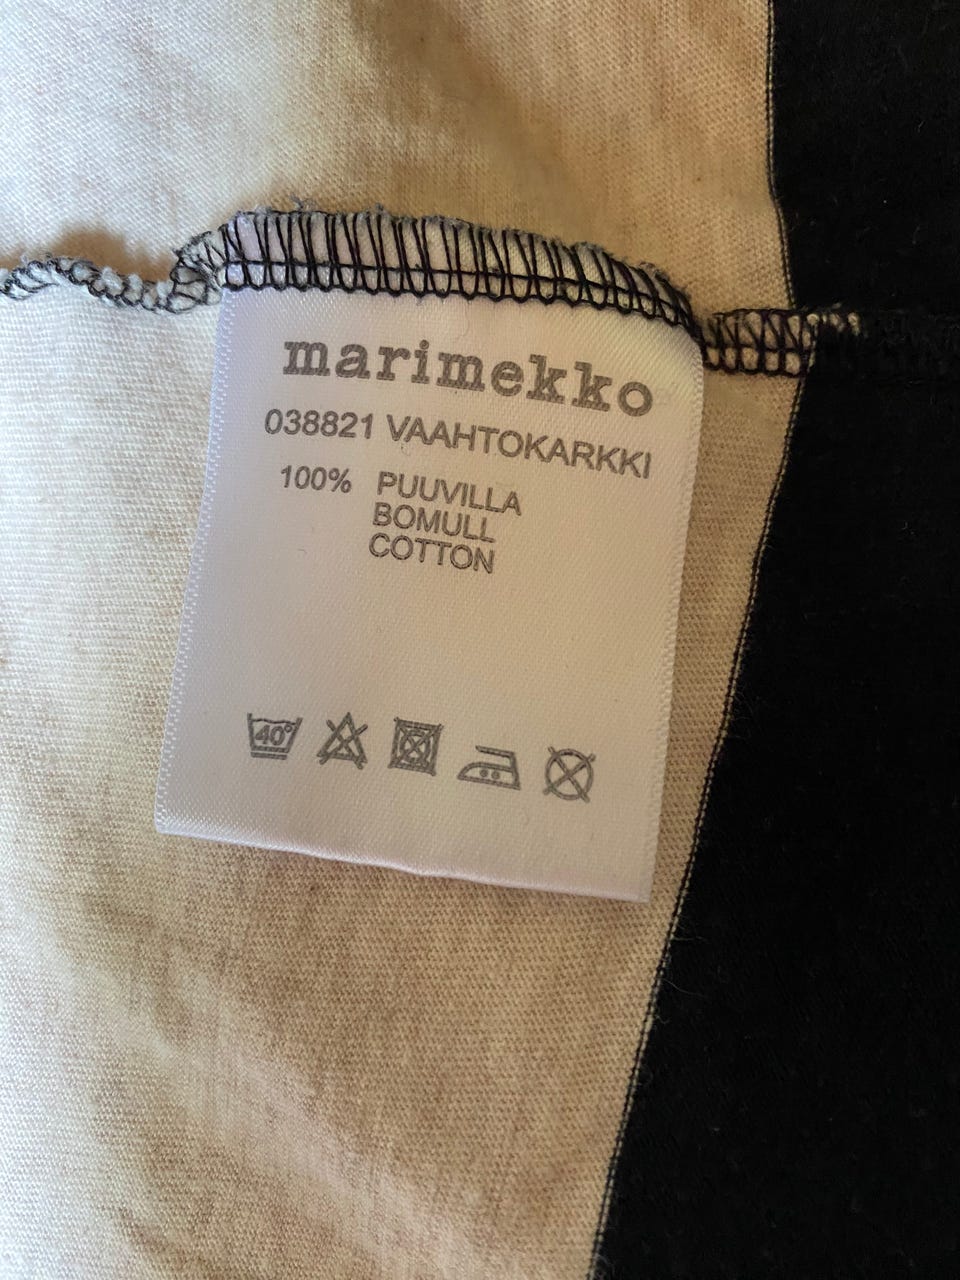 marimekko
038821 VAAHTOKARKKI
100% PUUVILLA
BOMULL
COTTON
40°